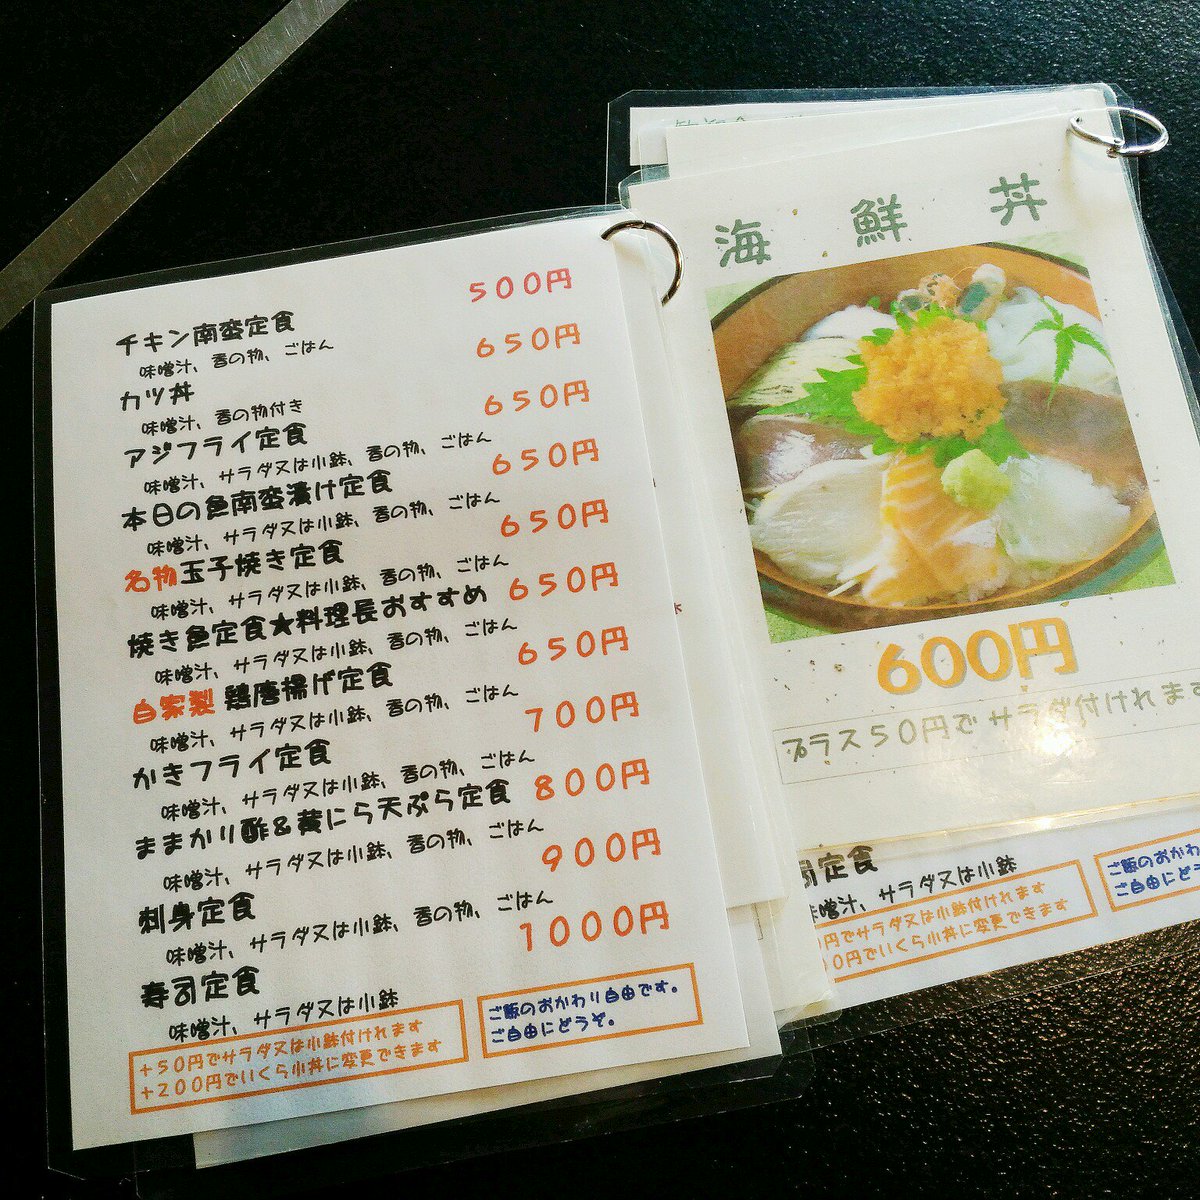 チキン南蛮定食 500円
味噌汁、香の物、ごはん
カツ丼 650円
味噌汁、香の物付き
アジフライ定食 650円
味噌汁、サラダ又は小鉢、香の物、ごはん
本日の魚南蛮漬け定食 650円
味噌汁、サラダ又は小鉢、香の物、ごはん
名物玉子焼き定食 650円
味噌汁、サラダ又は小鉢、香の物、ごはん
焼き魚定食★料理長おすすめ 650円
味噌汁、サラダ又は小鉢、香の物、ごはん
自家製 鶏唐揚げ定食 650円
味噌汁、サラダ又は小鉢、香の物、ごはん
かきフライ定食 700円
味噌汁、サラダ又は小鉢、香の物、ごはん
ままかり酢&黄にら天ぷら定食 800円
味噌汁、サラダ又は小鉢、香の物、ごはん
刺身定食 900円
味噌汁、サラダ又は小鉢、香の物、ごはん
寿司定食 1000円
味噌汁、サラダ又は小鉢
+50円でサラダ又は小鉢付けれます
+200円でいくら小丼に変更できます
ご飯のおかわり自由です。
ご自由にどうぞ。
海鮮丼
600円
プラス50円でサラダ付けれます
司定食
味噌汁、サラダ又は小鉢
0円でサラダ又は小鉢付けれます
00円でいくら小丼に変更できます
ご飯のおかわり
ご自由にどうぞ